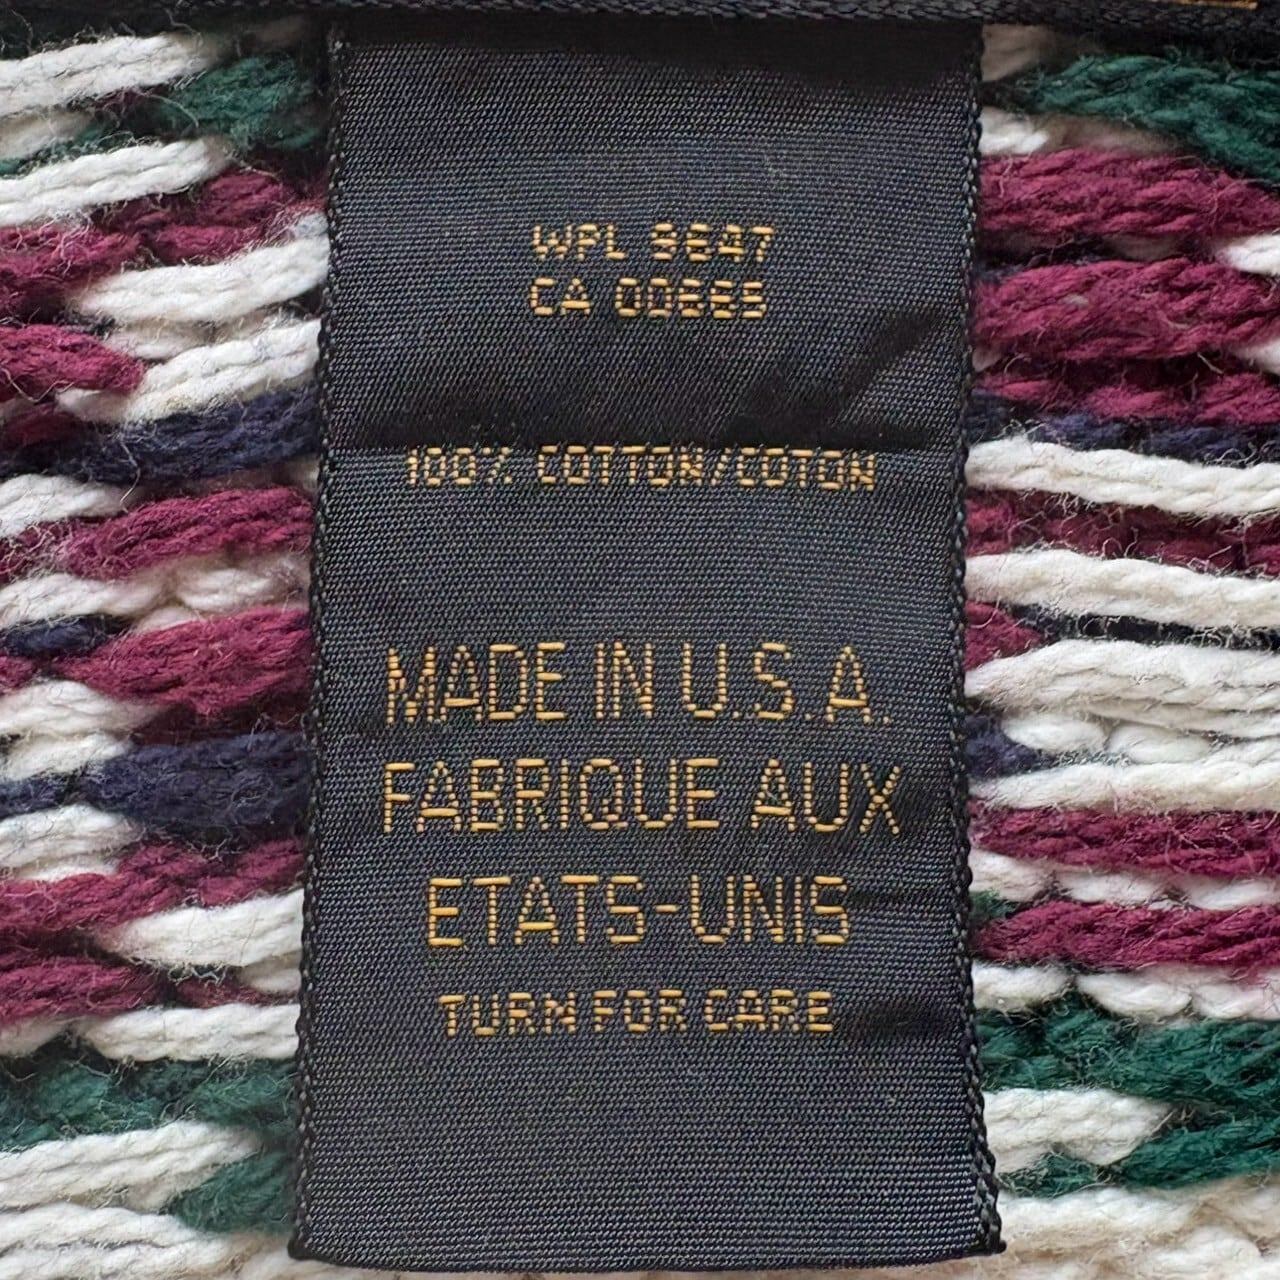 WPL 9647
CA 00665
100% COTTON/COTON
MADE IN U.S.A.
FABRIQUE AUX
ETATS-UNIS
TURN FOR CARE